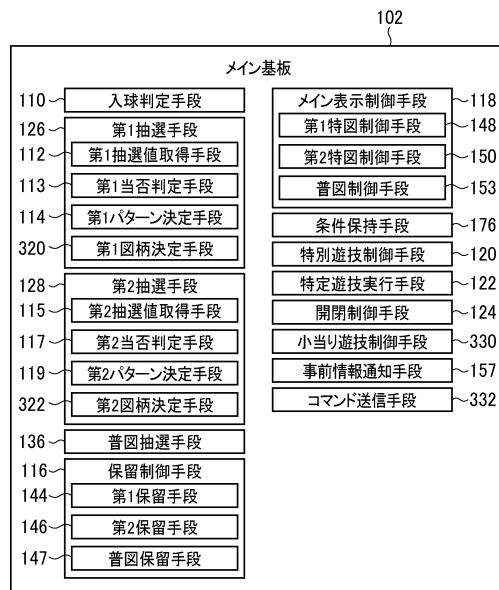 102
メイン基板
110 入球判定手段
126 第1抽選手段
112 第1抽選値取得手段
113 第1当否判定手段
114 第1パターン決定手段
320 第1図柄決定手段
128 第2抽選手段
115 第2抽選値取得手段
117 第2当否判定手段
119 第2パターン決定手段
322 第2図柄決定手段
136 普図抽選手段
116 保留制御手段
144 第1保留手段
146 第2保留手段
147 普図保留手段
メイン表示制御手段 118
第1特図制御手段 148
第2特図制御手段 150
普図制御手段 153
条件保持手段 176
特別遊技制御手段 120
特定遊技実行手段 122
開閉制御手段 124
小当り遊技制御手段 330
事前情報通知手段 157
コマンド送信手段 332